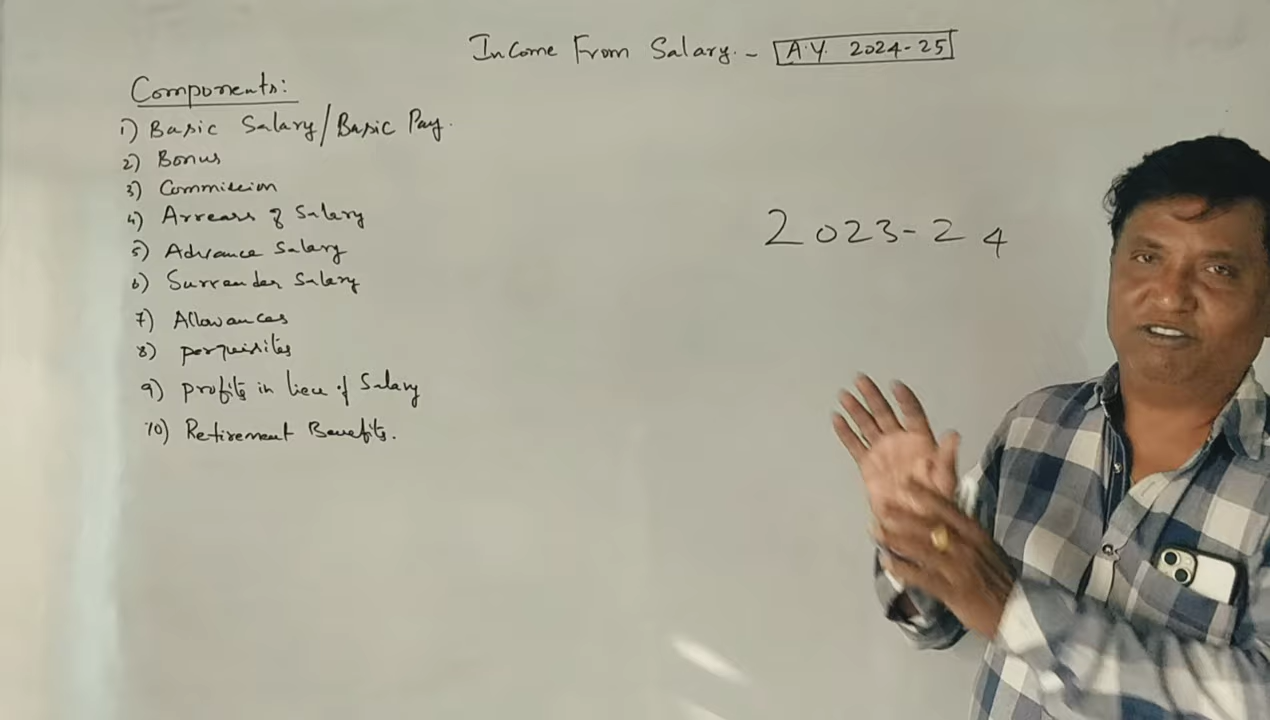 Income From Salary. - A.Y. 2024-25
Components:
1) Basic Salary/Basic Pay.
2) Bonus
3) Commission
4) Arrears of Salary
5) Advance Salary
6) Surrender Salary
7) Allowances
8) perquisites
9) profits in lieu of Salary
10) Retirement Benefits.
2023-24